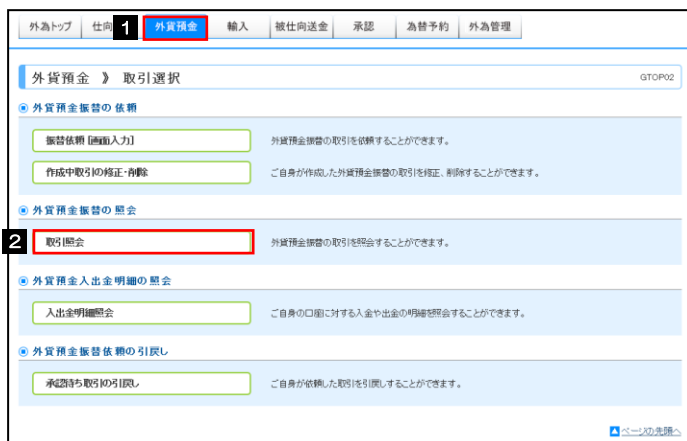 外為トップ 仕向 1 外貨預金 輸入 被仕向送金 承認 為替予約 外為管理
外貨預金 》 取引選択 GTOP02
外貨預金振替の依頼
振替依頼[画面入力] 外貨預金振替の取引を依頼することができます。
作成中取引の修正・削除 ご自身が作成した外貨預金振替の取引を修正、削除することができます。
外貨預金振替の照会
2 取引照会 外貨預金振替の取引を照会することができます。
外貨預金入出金明細の照会
入出金明細照会 ご自身の口座に対する入金や出金の明細を照会することができます。
外貨預金振替依頼の引戻し
承認待ち取引の引戻し ご自身が依頼した取引を引戻しすることができます。
ページの先頭へ